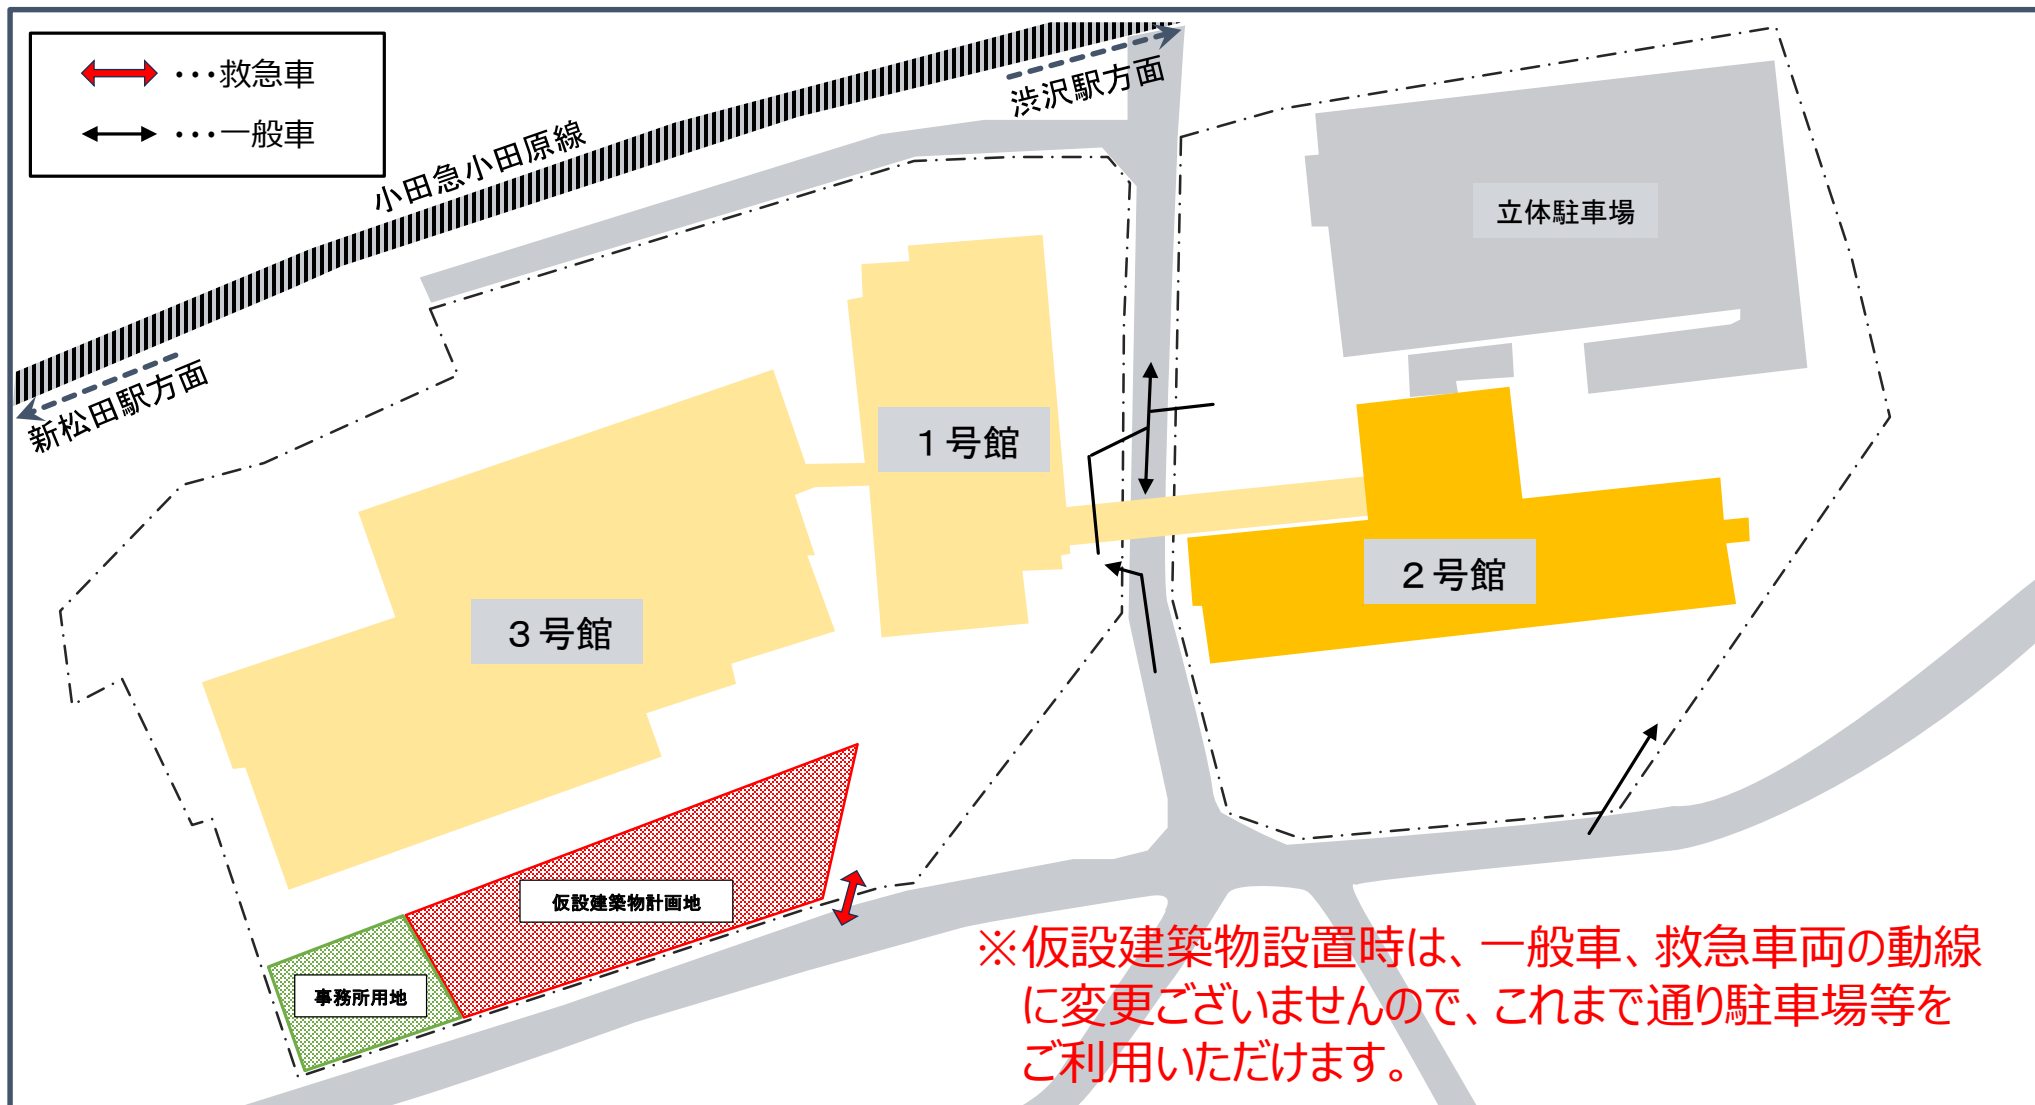 ・・・救急車
・・・一般車
小田急小田原線
渋沢駅方面
新松田駅方面
立体駐車場
１号館
２号館
３号館
仮設建築物計画地
事務所用地
※仮設建築物設置時は、一般車、救急車両の動線
に変更ございませんので、これまで通り駐車場等を
ご利用いただけます。